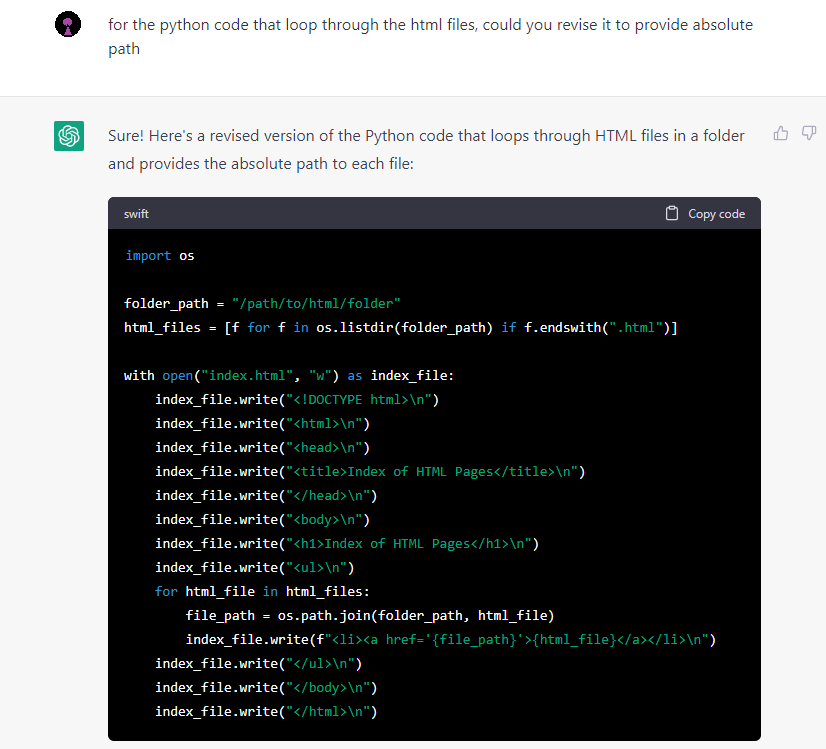 for the python code that loop through the html files, could you revise it to provide absolute
path
Sure! Here's a revised version of the Python code that loops through HTML files in a folder
and provides the absolute path to each file:
swift Copy code
import os
folder_path = "/path/to/html/folder"
html_files = [f for f in os.listdir(folder_path) if f.endswith(".html")]
with open("index.html", "w") as index_file:
    index_file.write("<!DOCTYPE html>\n")
    index_file.write("<html>\n")
    index_file.write("<head>\n")
    index_file.write("<title>Index of HTML Pages</title>\n")
    index_file.write("</head>\n")
    index_file.write("<body>\n")
    index_file.write("<h1>Index of HTML Pages</h1>\n")
    index_file.write("<ul>\n")
    for html_file in html_files:
        file_path = os.path.join(folder_path, html_file)
        index_file.write(f"<li><a href='{file_path}'>{html_file}</a></li>\n")
    index_file.write("</ul>\n")
    index_file.write("</body>\n")
    index_file.write("</html>\n")